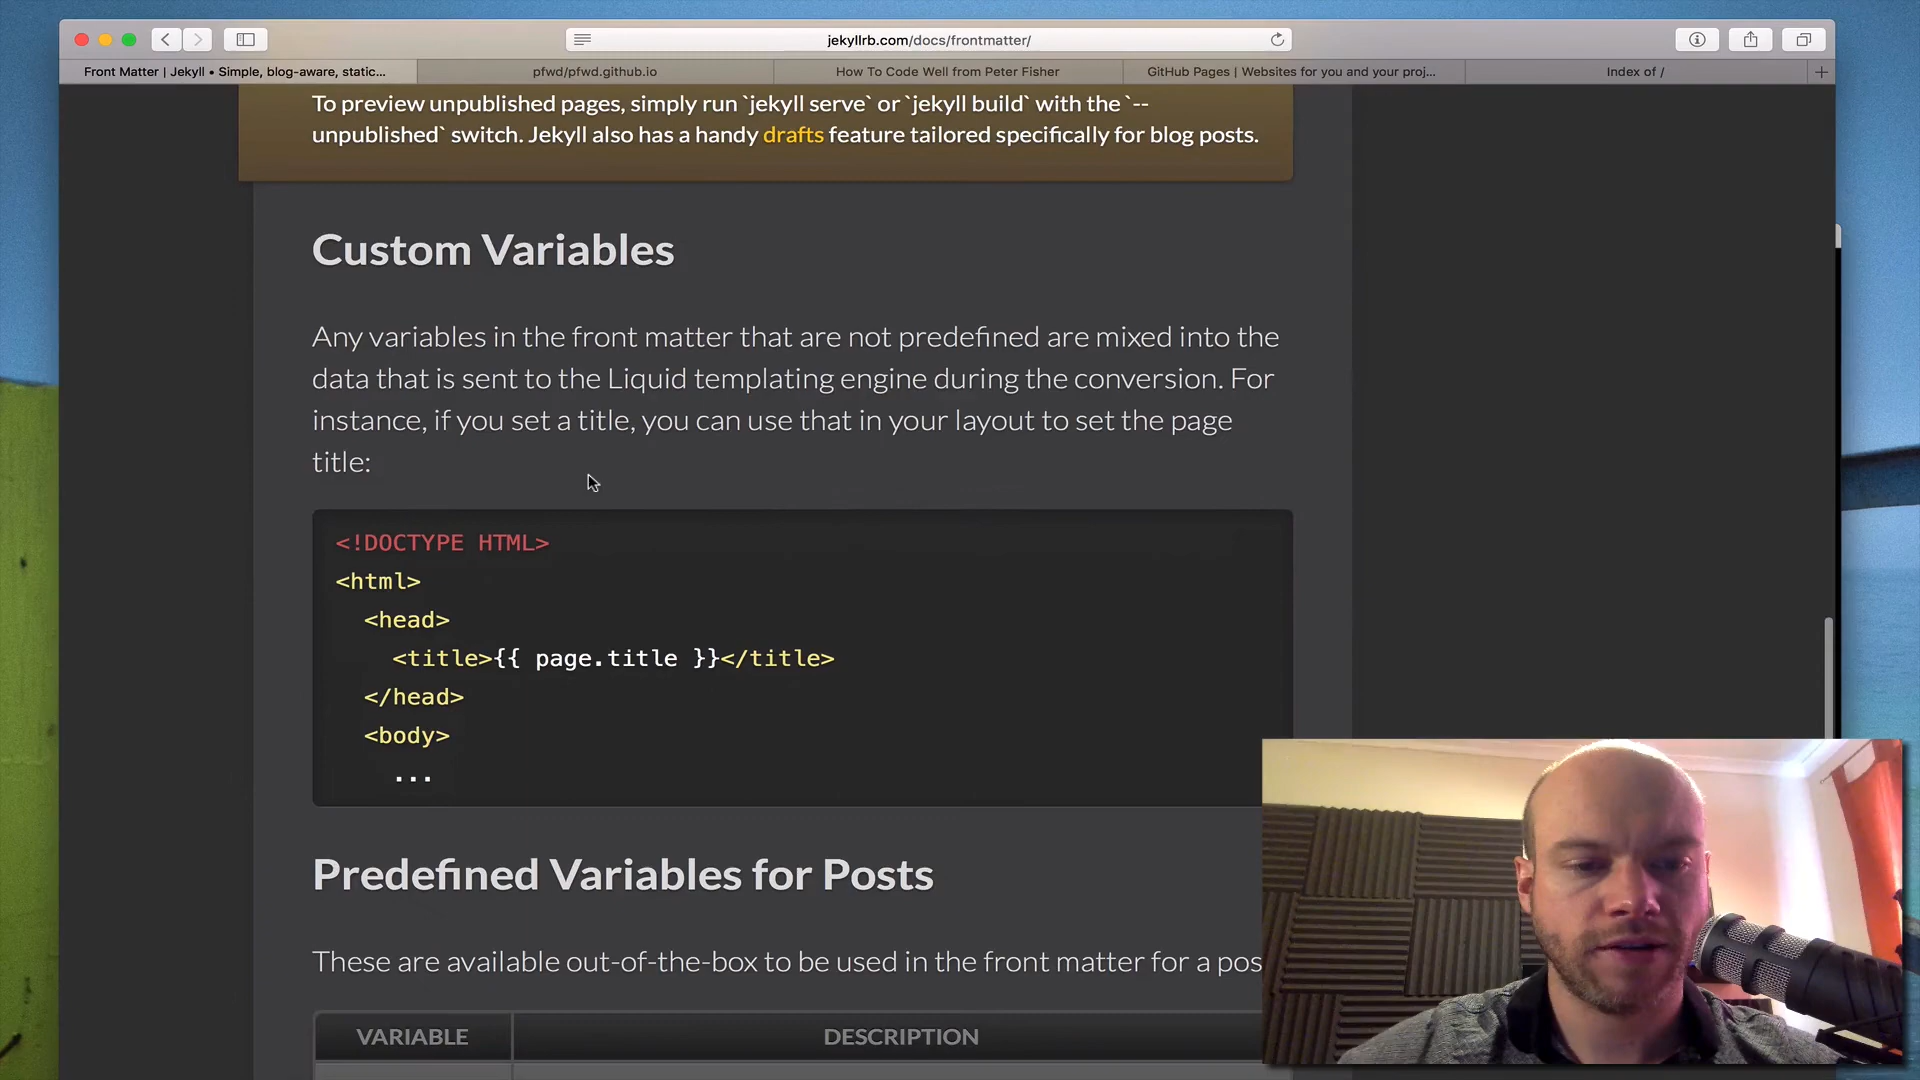 jekyllrb.com/docs/frontmatter/
Front Matter | Jekyll • Simple, blog-aware, static...
pfwd/pfwd.github.io
How To Code Well from Peter Fisher
GitHub Pages | Websites for you and your proj...
Index of /
To preview unpublished pages, simply run `jekyll serve` or `jekyll build` with the `--
unpublished` switch. Jekyll also has a handy drafts feature tailored specifically for blog posts.
Custom Variables
Any variables in the front matter that are not predefined are mixed into the
data that is sent to the Liquid templating engine during the conversion. For
instance, if you set a title, you can use that in your layout to set the page
title:
<!DOCTYPE HTML>
<html>
<head>
<title>{{ page.title }}</title>
</head>
<body>
...
Predefined Variables for Posts
These are available out-of-the-box to be used in the front matter for a pos
VARIABLE
DESCRIPTION